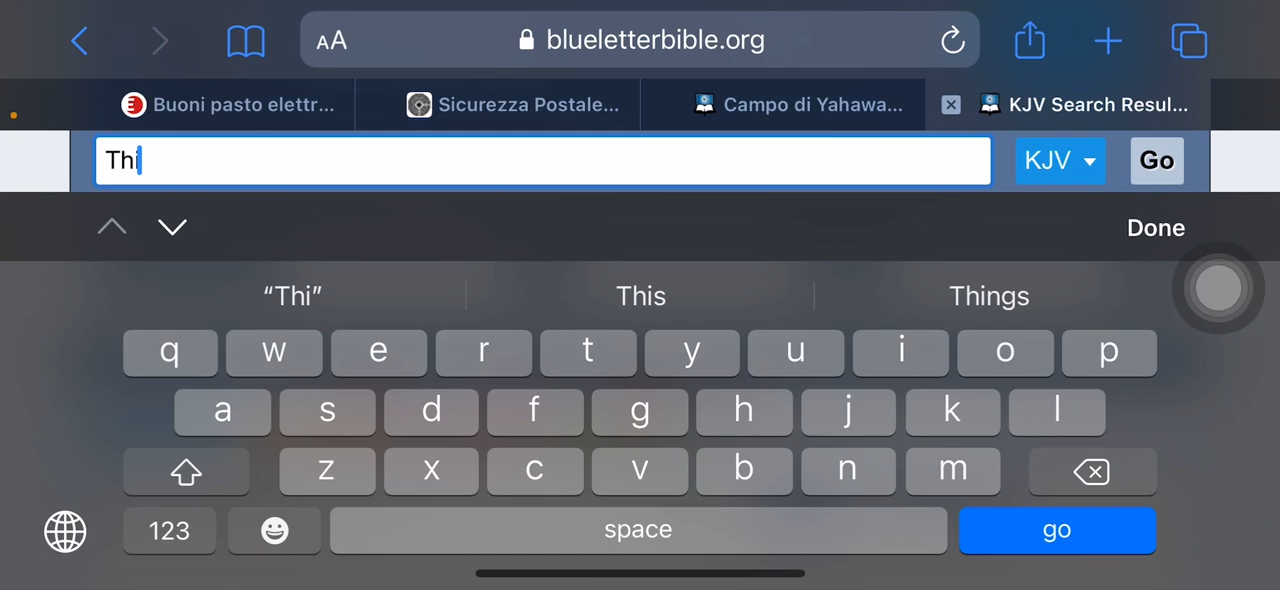 AA blueletterbible.org
Buoni pasto elettr... Sicurezza Postale... Campo di Yahawa... KJV Search Resul...
Thi KJV Go
Done
“Thi” This Things
q w e r t y u i o p
a s d f g h j k l
z x c v b n m
123 space go